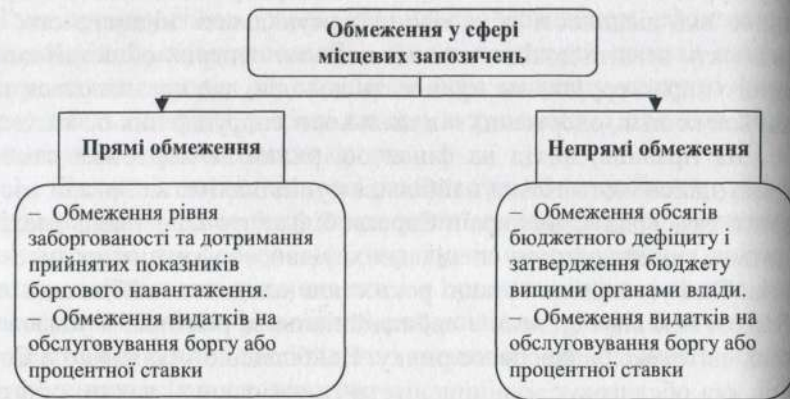 Обмеження у сфері
місцевих запозичень
Прямі обмеження
Непрямі обмеження
– Обмеження рівня
заборгованості та дотримання
прийнятих показників
боргового навантаження.
– Обмеження видатків на
обслуговування боргу або
процентної ставки
– Обмеження обсягів
бюджетного дефіциту і
затвердження бюджету
вищими органами влади.
– Обмеження видатків на
обслуговування боргу або
процентної ставки